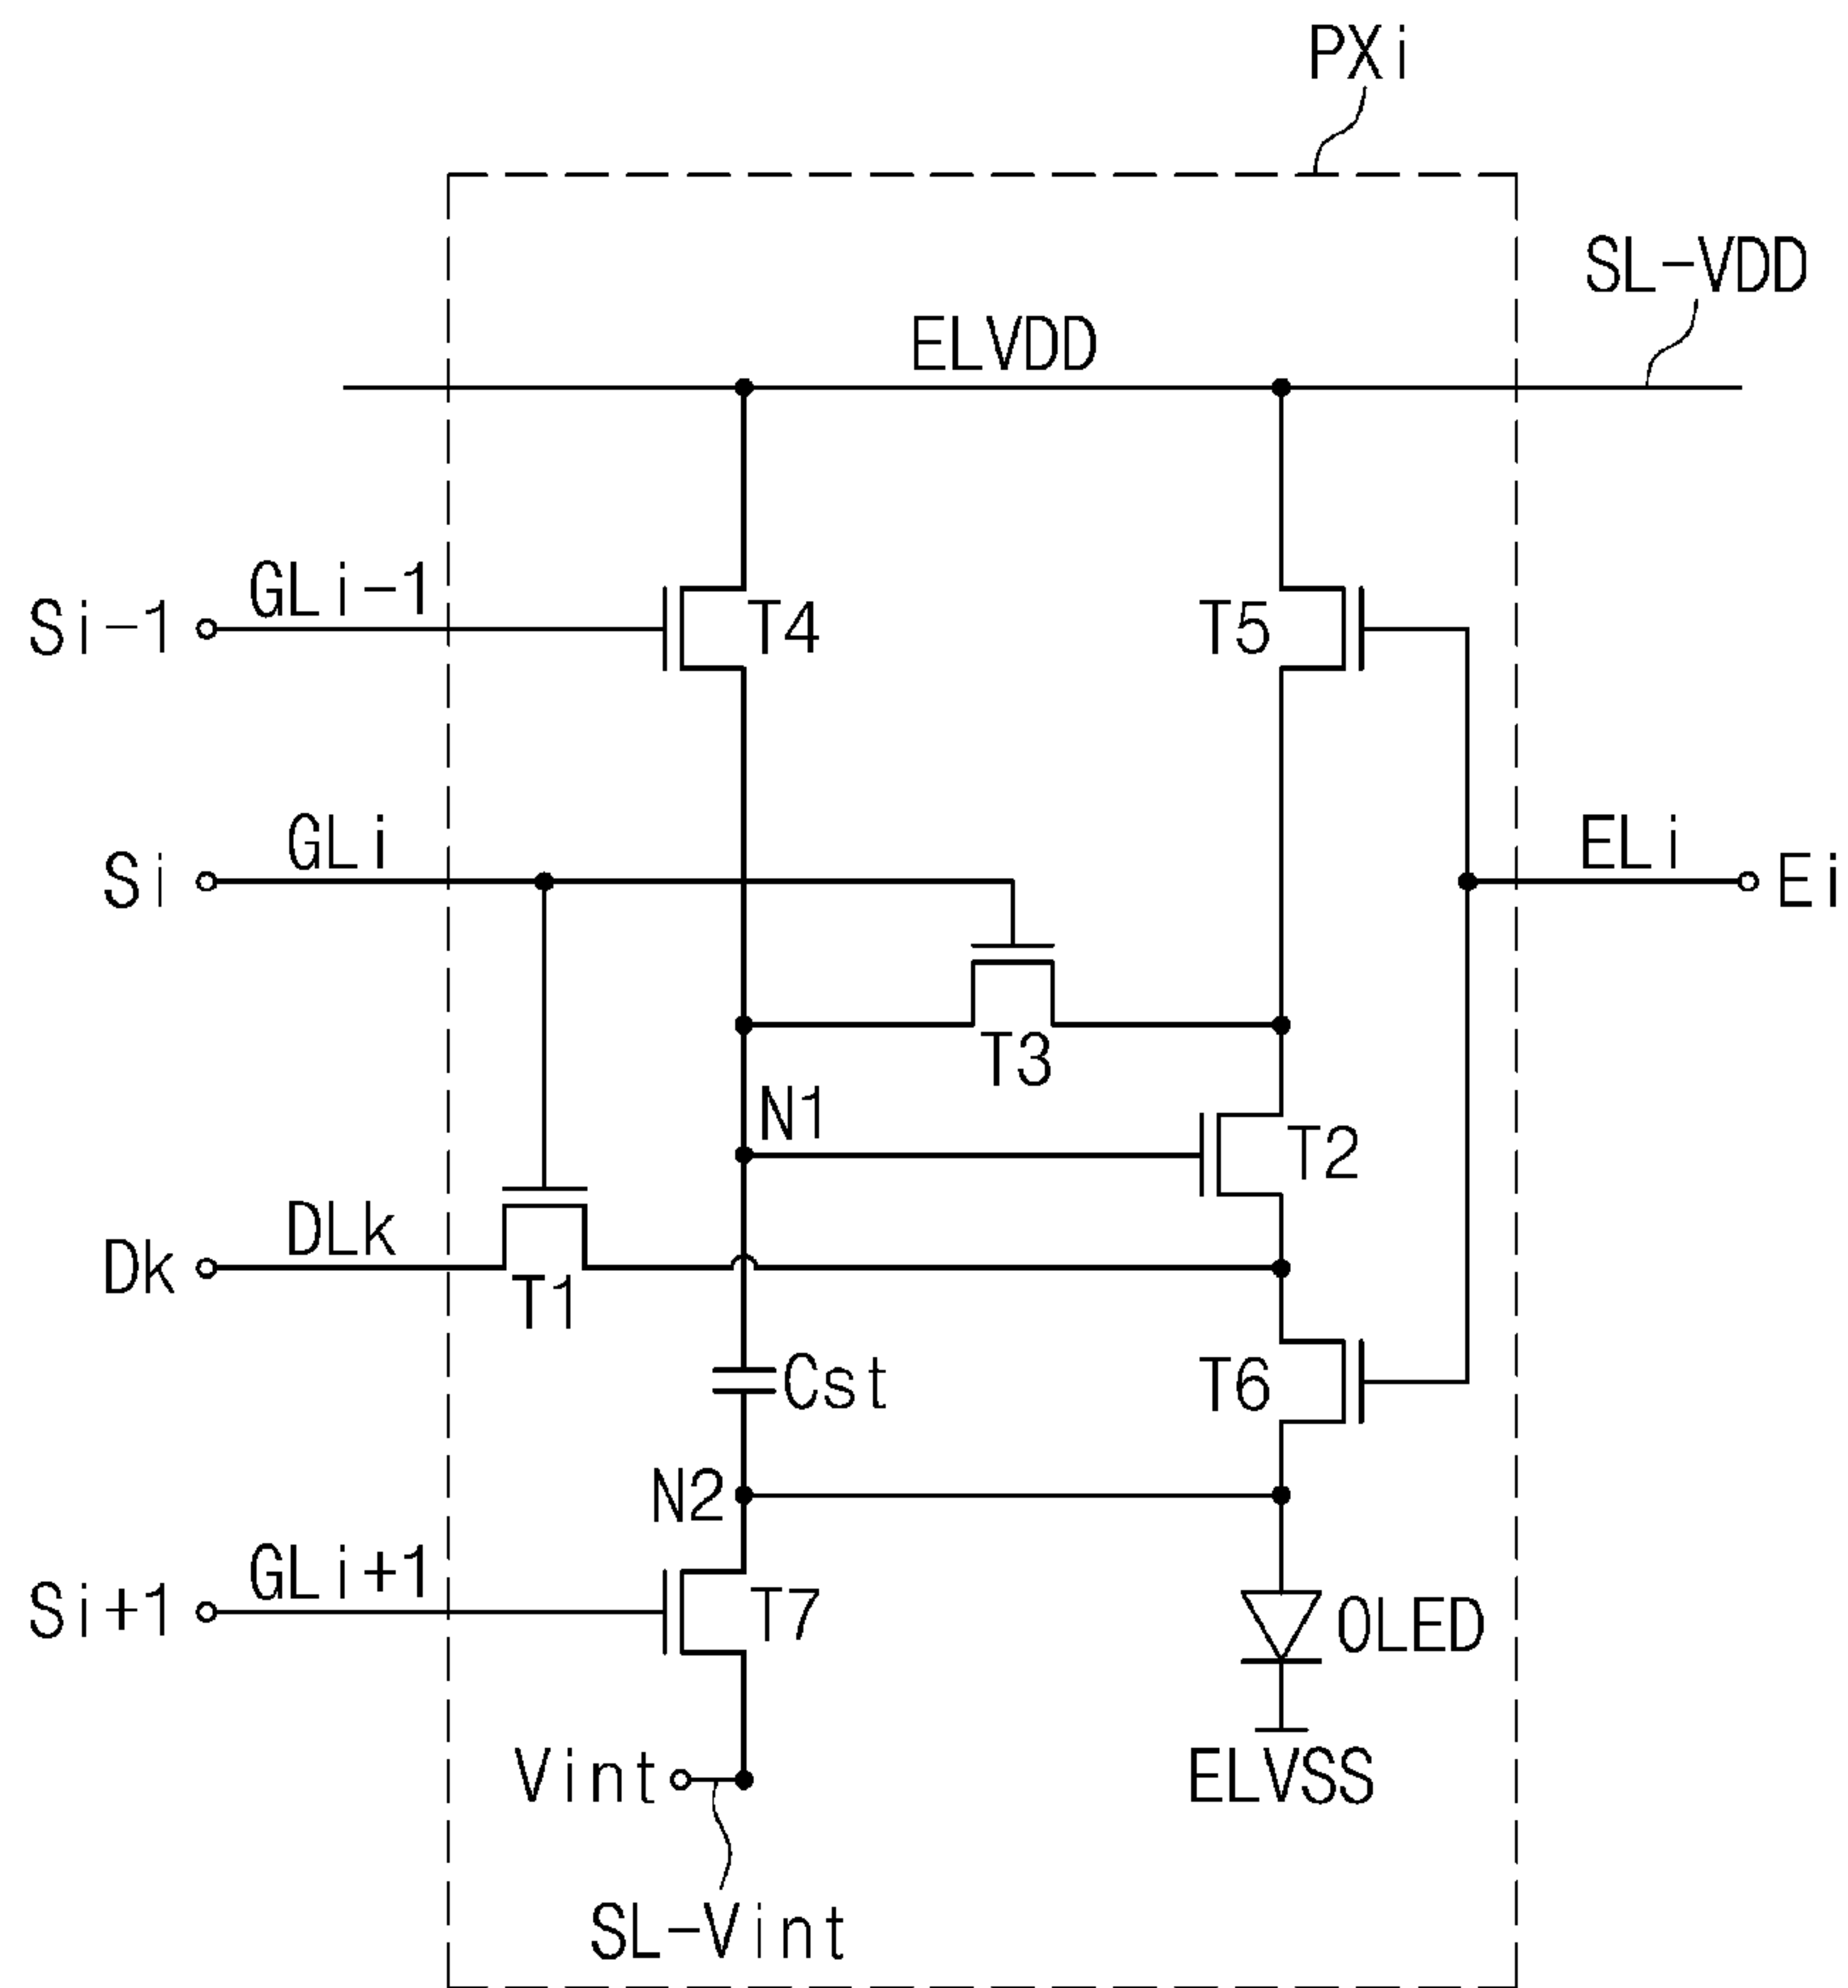 PXi
SL-VDD
ELVDD
GLi-1
Si-1
T4
T5
GLi
Si
ELi
Ei
T3
N1
T2
DLk
Dk
T1
Cst
T6
N2
GLi+1
Si+1
T7
OLED
Vint
ELVSS
SL-Vint